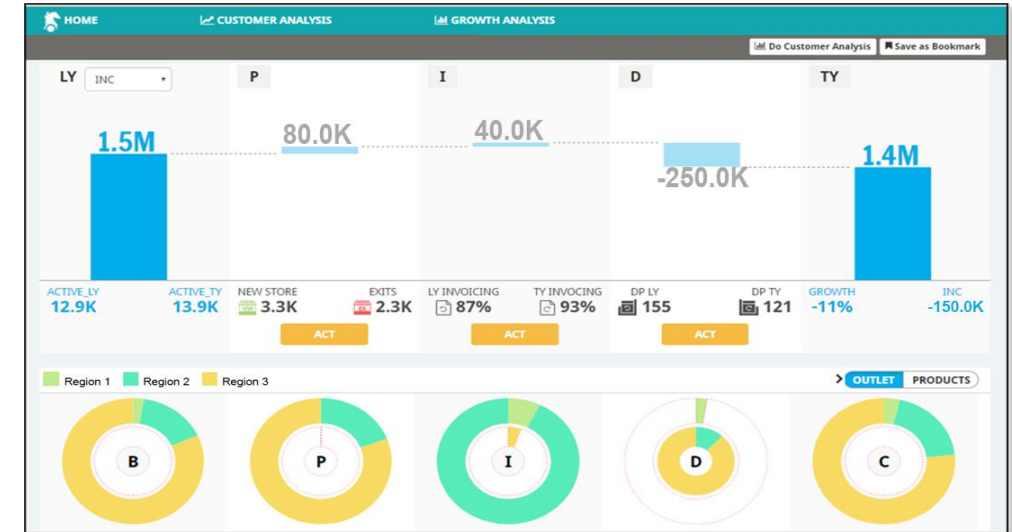 HOME CUSTOMER ANALYSIS GROWTH ANALYSIS
Do Customer Analysis Save as Bookmark
LY INC P I D TY
1.5M 80.0K 40.0K -250.0K 1.4M
ACTIVE_LY ACTIVE_TY NEW STORE EXITS LY INVOICING TY INVOCING DP LY DP TY GROWTH INC
12.9K 13.9K 3.3K 2.3K 87% 93% 155 121 -11% -150.0K
ACT ACT ACT
Region 1 Region 2 Region 3 OUTLET PRODUCTS
B P I D C